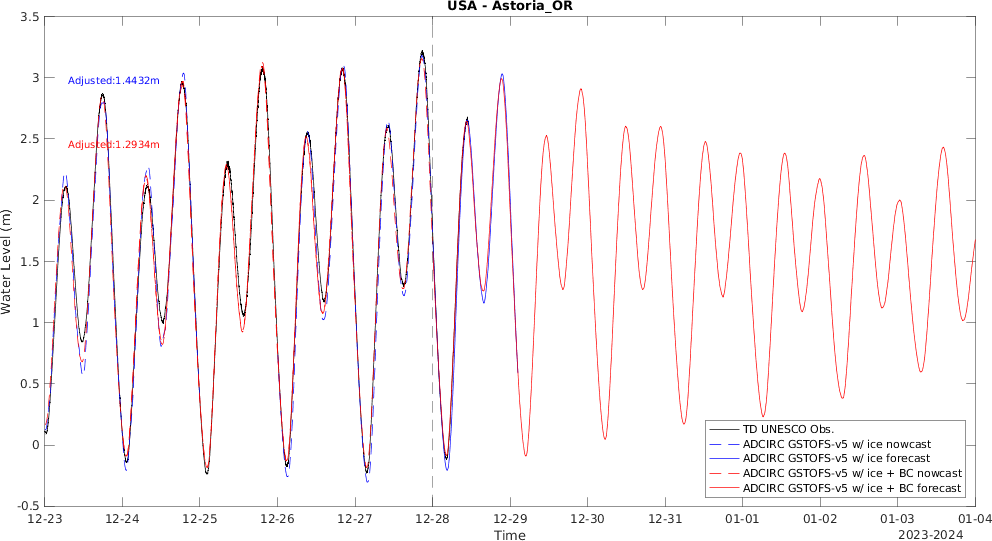 USA - Astoria_OR
3.5
3
2.5
2
1.5
1
0.5
0
-0.5
Water Level (m)
Adjusted:1.4432m
Adjusted:1.2934m
TD UNESCO Obs.
ADCIRC GSTOFS-v5 w/ ice nowcast
ADCIRC GSTOFS-v5 w/ ice forecast
ADCIRC GSTOFS-v5 w/ ice + BC nowcast
ADCIRC GSTOFS-v5 w/ ice + BC forecast
12-23 12-24 12-25 12-26 12-27 12-28 12-29 12-30 12-31 01-01 01-02 01-03 01-04
Time
2023-2024